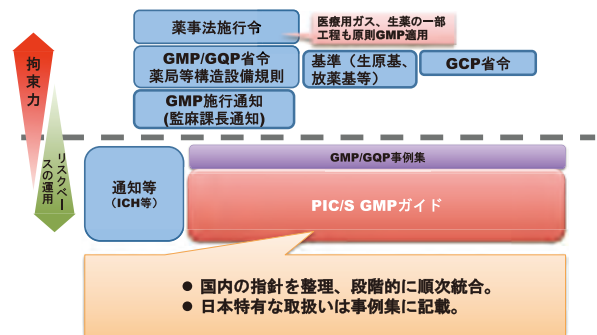 薬事法施行令
医療用ガス、生薬の一部
工程も原則GMP適用
GMP/GQP省令
薬局等構造設備規則
基準（生原基、
放薬基等）
GCP省令
GMP施行通知
(監麻課長通知)
拘束力
リスクベー
スの運用
通知等
（ICH等）
GMP/GQP事例集
PIC/S GMPガイド
● 国内の指針を整理、段階的に順次統合。
● 日本特有な取扱いは事例集に記載。